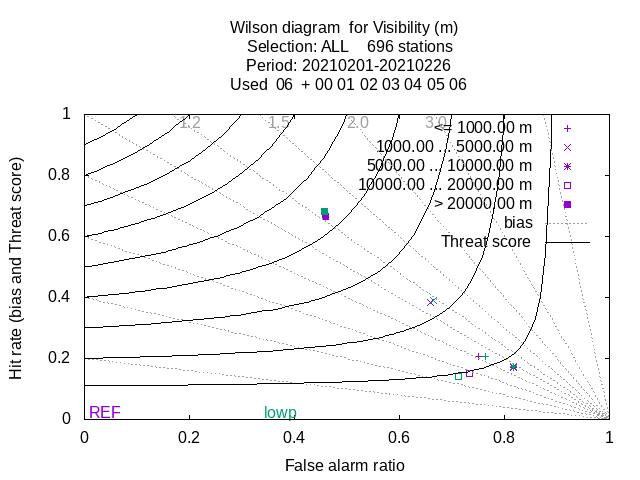 Wilson diagram  for Visibility (m)
Selection: ALL    696 stations
Period: 20210201-20210226
Used  06  + 00 01 02 03 04 05 06
1.2 1.5 2.0 3.0
<= 1000.00 m
1000.00 ... 5000.00 m
5000.00 ... 10000.00 m
10000.00 ... 20000.00 m
> 20000.00 m
bias
Threat score
Hit rate (bias and Threat score)
1
0.8
0.6
0.4
0.2
0
REF lowp
0 0.2 0.4 0.6 0.8 1
False alarm ratio